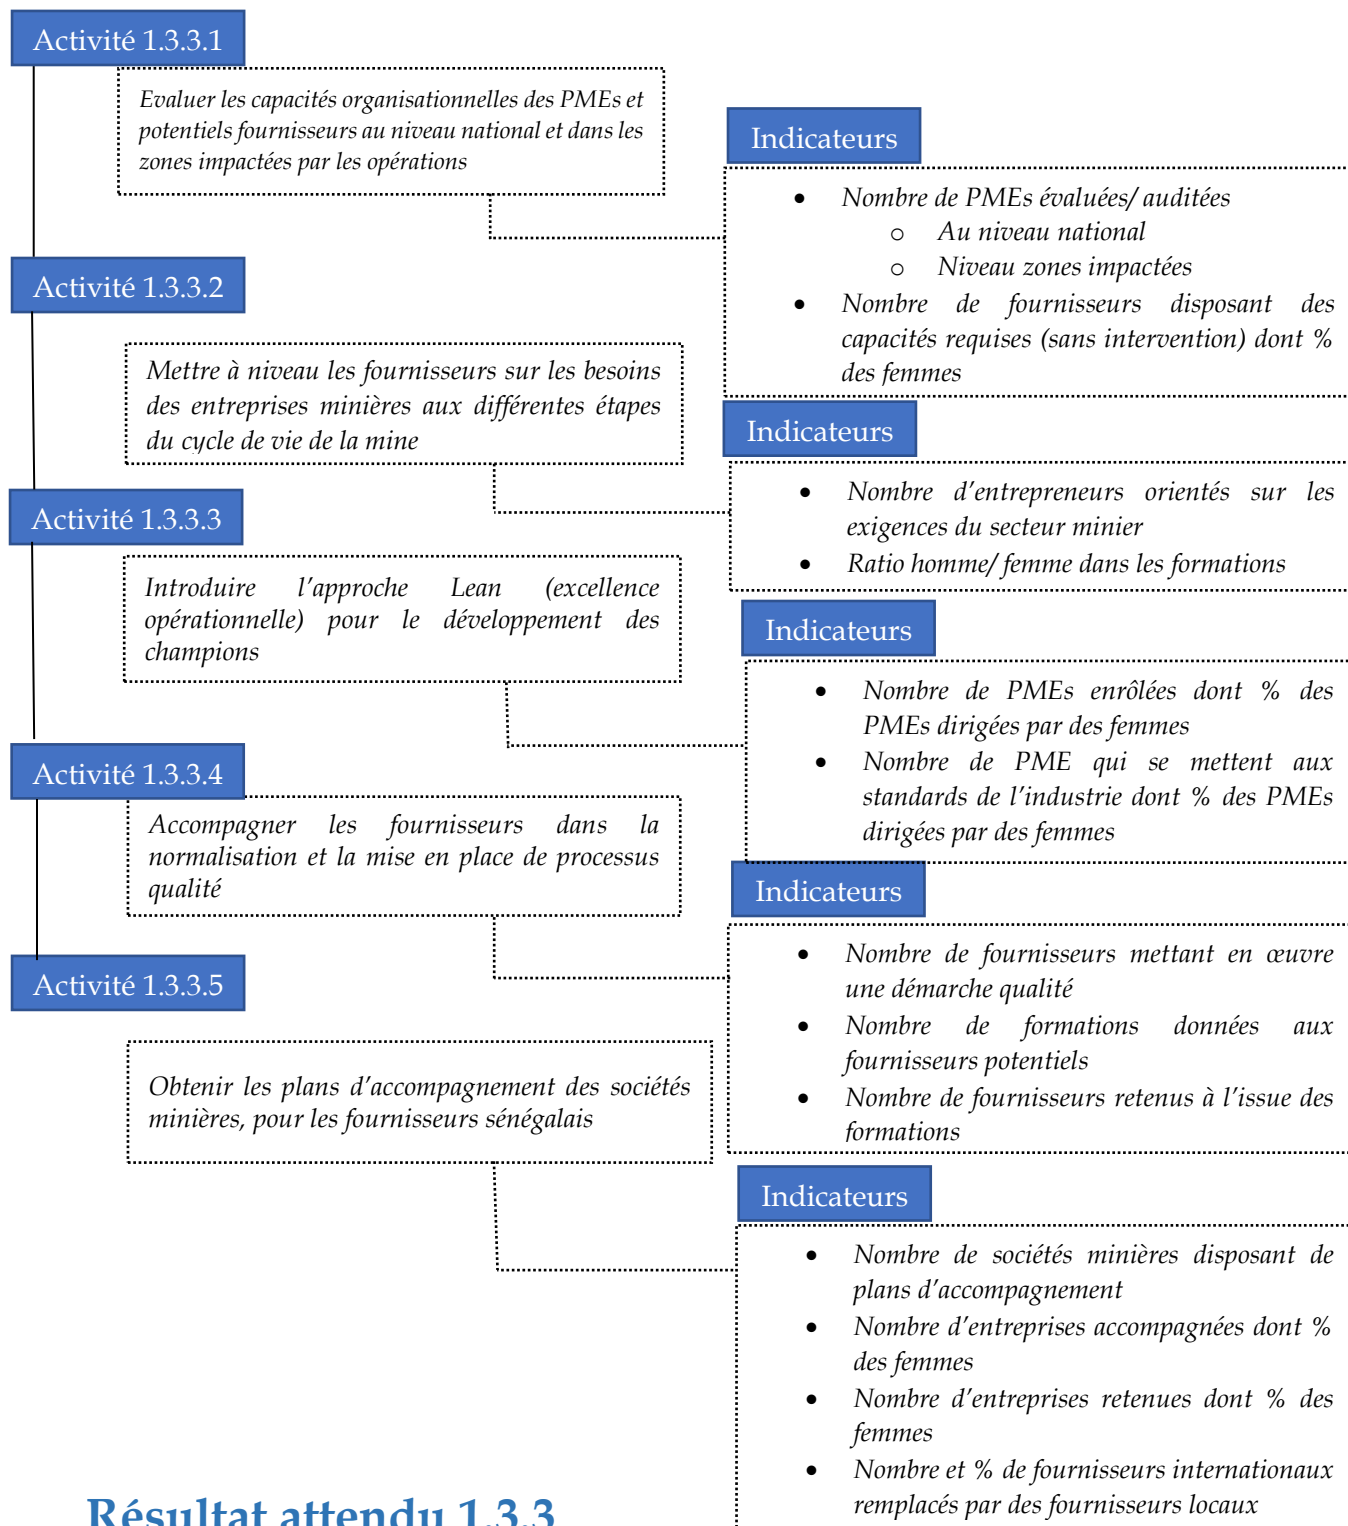 Activité 1.3.3.1
Evaluer les capacités organisationnelles des PMEs et
potentiels fournisseurs au niveau national et dans les
zones impactées par les opérations
Indicateurs
• Nombre de PMEs évaluées/ auditées
o Au niveau national
o Niveau zones impactées
• Nombre de fournisseurs disposant des
capacités requises (sans intervention) dont %
des femmes
Activité 1.3.3.2
Mettre à niveau les fournisseurs sur les besoins
des entreprises minières aux différentes étapes
du cycle de vie de la mine
Indicateurs
• Nombre d’entrepreneurs orientés sur les
exigences du secteur minier
• Ratio homme/ femme dans les formations
Activité 1.3.3.3
Introduire l’approche Lean (excellence
opérationnelle) pour le développement des
champions
Indicateurs
• Nombre de PMEs enrôlées dont % des
PMEs dirigées par des femmes
• Nombre de PME qui se mettent aux
standards de l’industrie dont % des PMEs
dirigées par des femmes
Activité 1.3.3.4
Accompagner les fournisseurs dans la
normalisation et la mise en place de processus
qualité
Indicateurs
• Nombre de fournisseurs mettant en œuvre
une démarche qualité
• Nombre de formations données aux
fournisseurs potentiels
• Nombre de fournisseurs retenus à l’issue des
formations
Activité 1.3.3.5
Obtenir les plans d’accompagnement des sociétés
minières, pour les fournisseurs sénégalais
Indicateurs
• Nombre de sociétés minières disposant de
plans d’accompagnement
• Nombre d’entreprises accompagnées dont %
des femmes
• Nombre d’entreprises retenues dont % des
femmes
• Nombre et % de fournisseurs internationaux
remplacés par des fournisseurs locaux
Résultat attendu 1.3.3